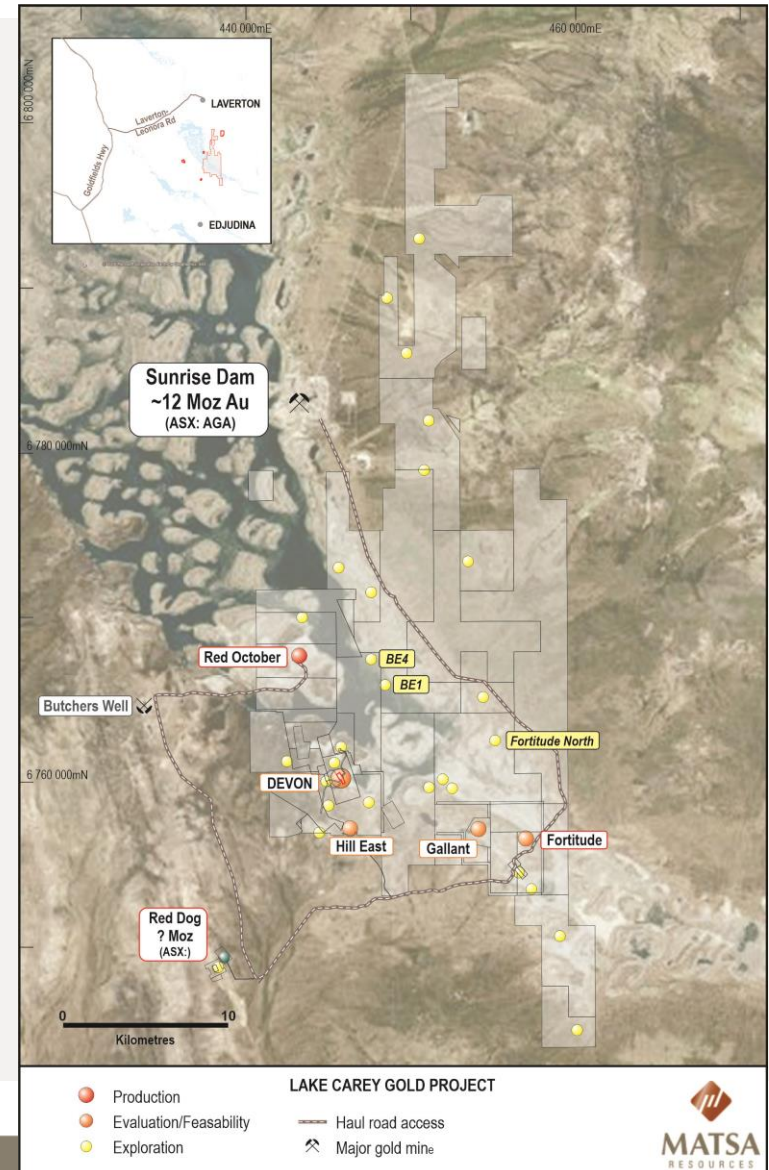 440 000mE
460 000mE
6 800 000mN
LAVERTON
Laverton-
Leonora Rd
Goldfields Hwy
EDJUDINA
Sunrise Dam
~12 Moz Au
(ASX: AGA)
6 780 000mN
Red October
BE4
BE1
Butchers Well
Fortitude North
6 760 000mN
DEVON
Hill East
Gallant
Fortitude
Red Dog
? Moz
(ASX:)
0 10
Kilometres
LAKE CAREY GOLD PROJECT
Production
Evaluation/Feasability
Exploration
Haul road access
Major gold mine
MATSA
RESOURCES